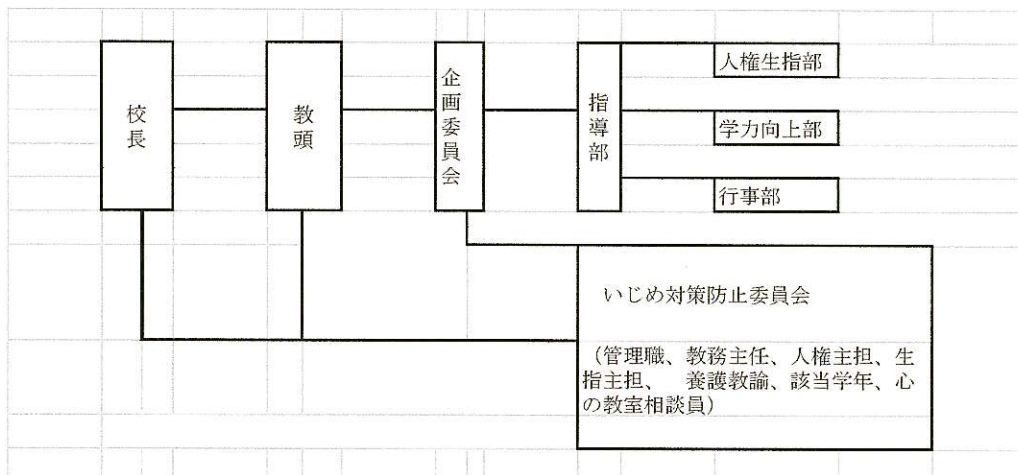 校長
教頭
企画委員会
指導部
人権生指部
学力向上部
行事部
いじめ対策防止委員会
（管理職、教務主任、人権主担、生
指主担、　養護教諭、該当学年、心
の教室相談員）